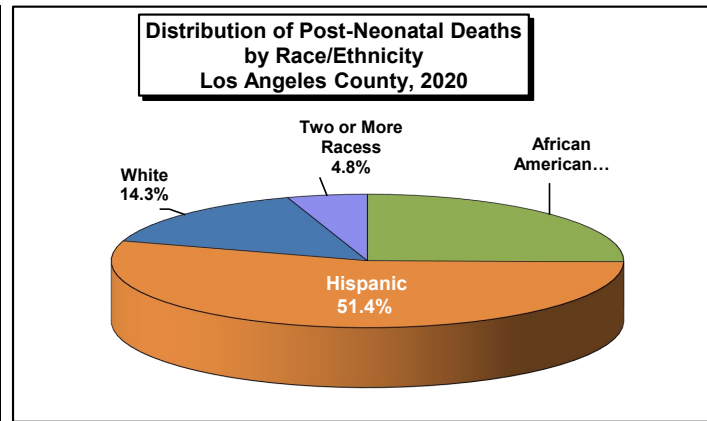 Distribution of Post-Neonatal Deaths
by Race/Ethnicity
Los Angeles County, 2020
Two or More
Racess
4.8%
African
American...
White
14.3%
Hispanic
51.4%